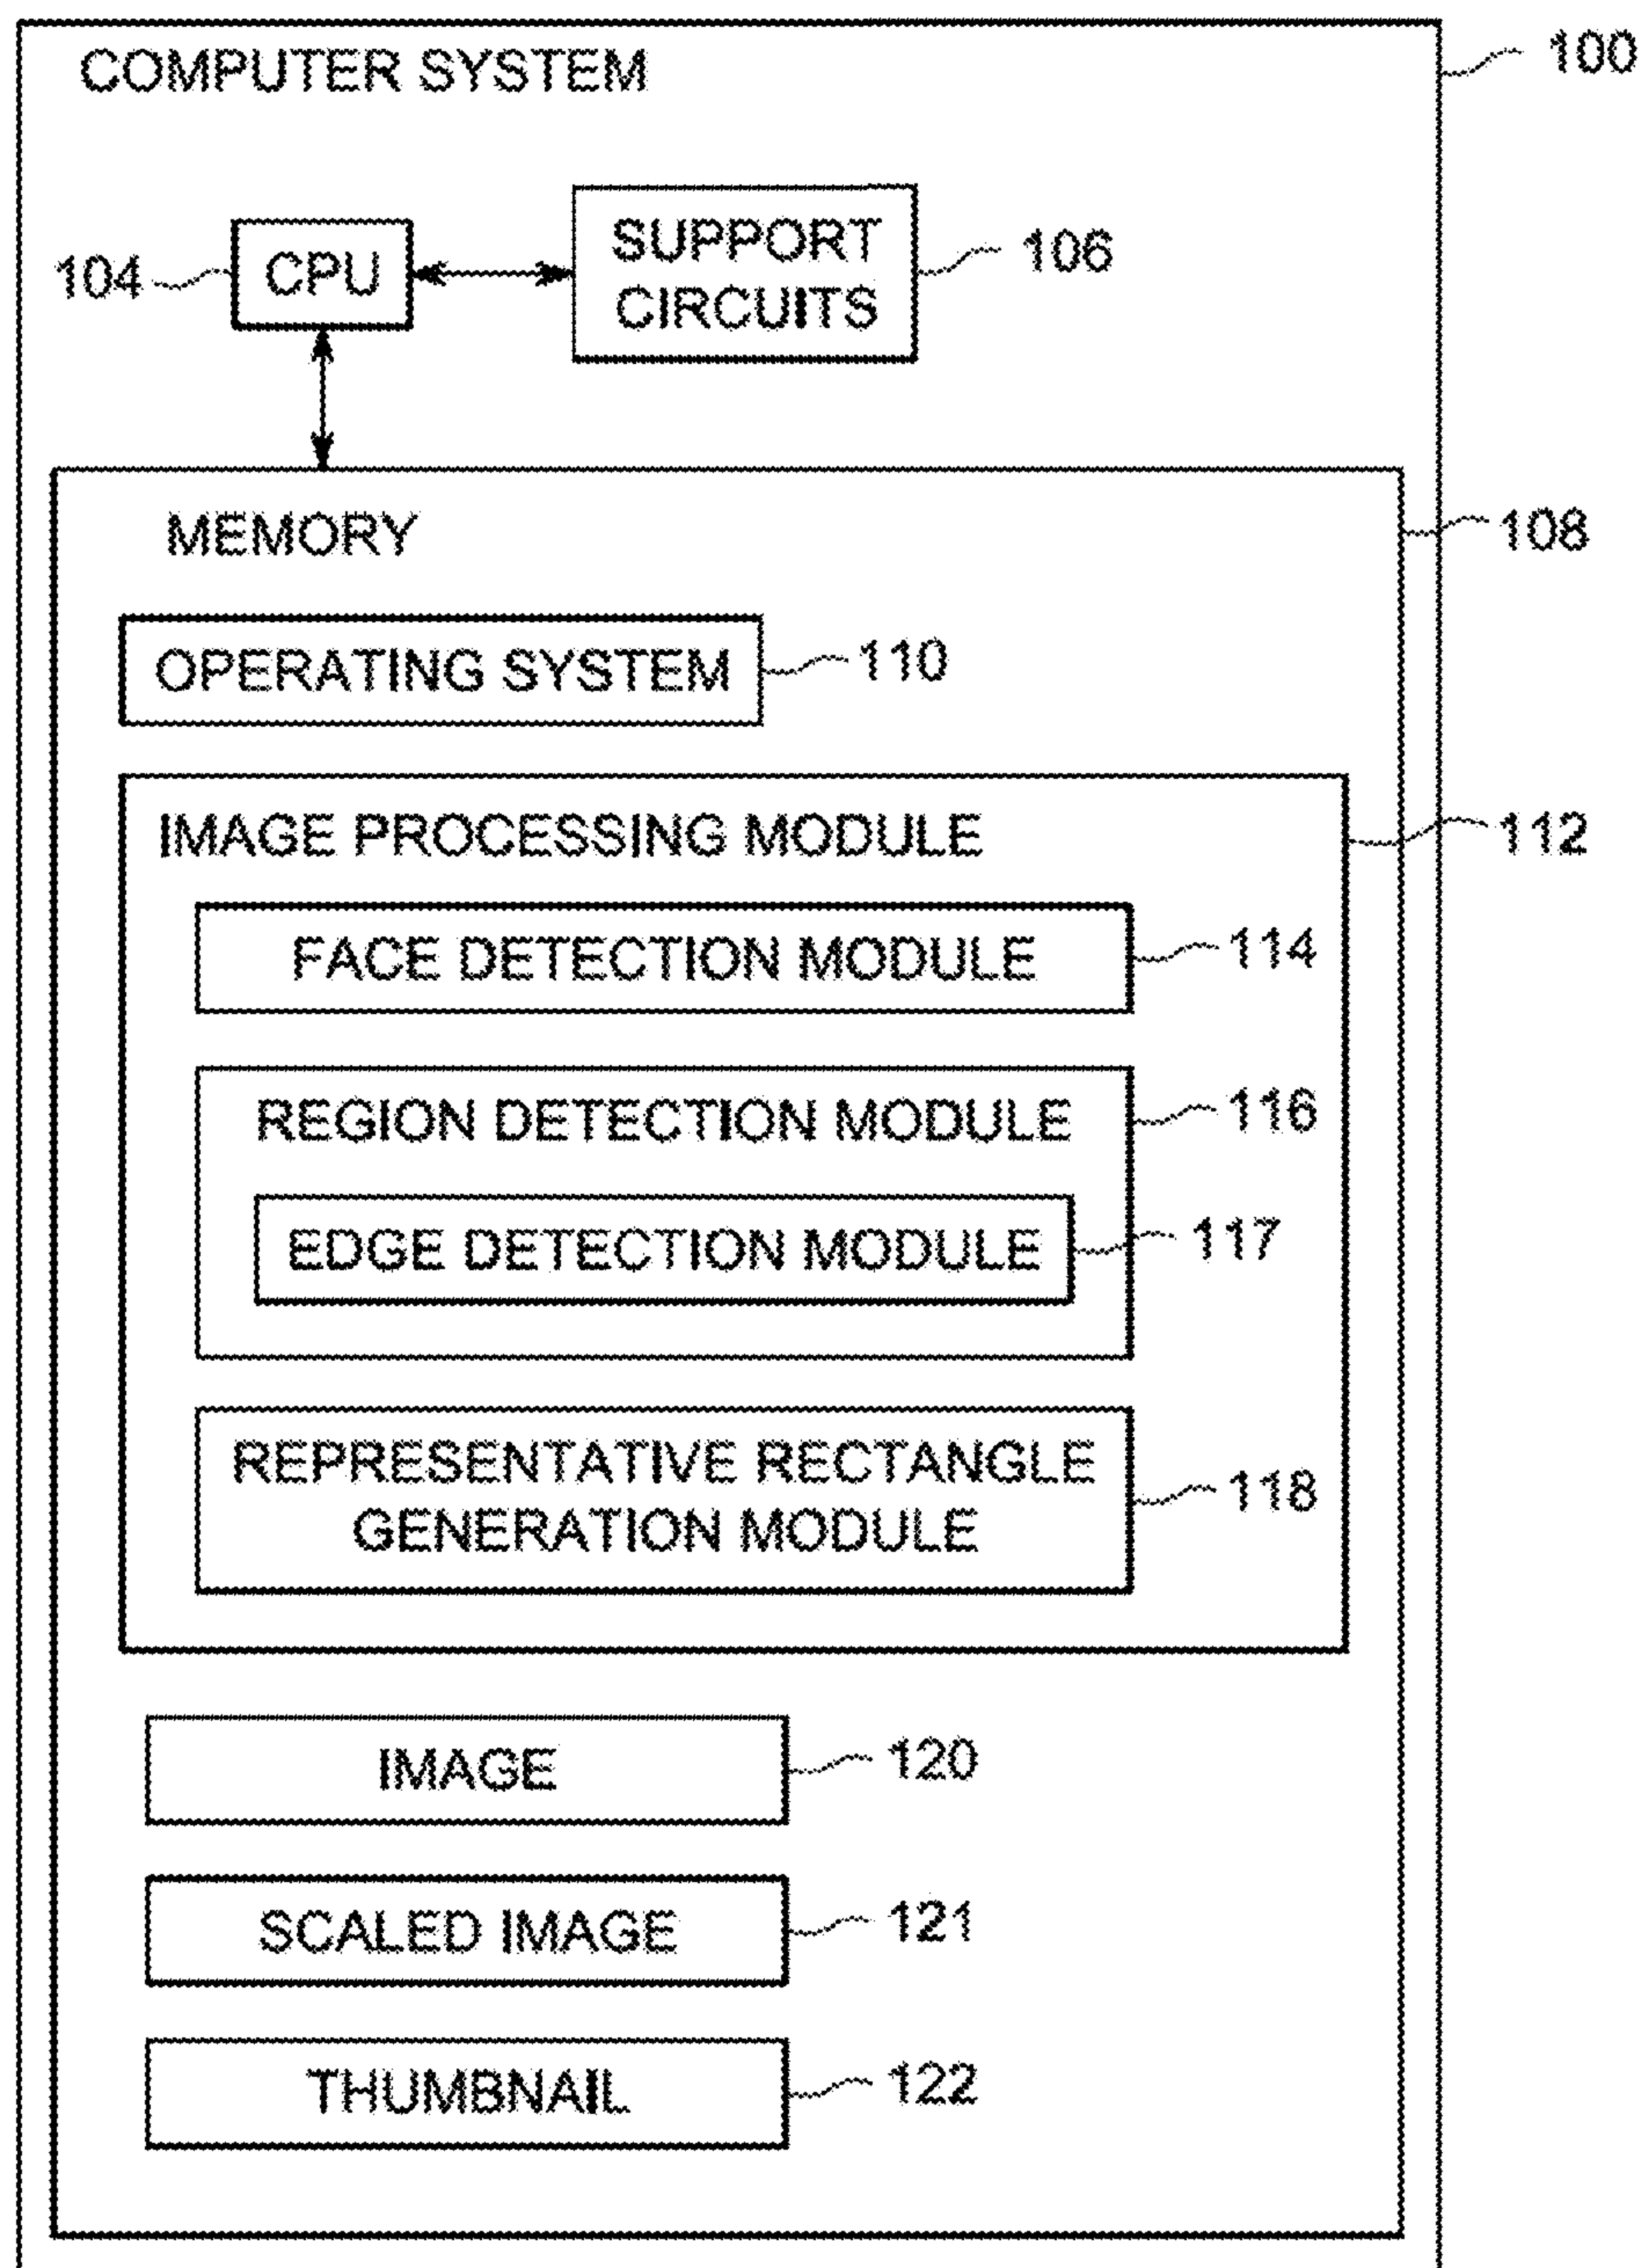 COMPUTER SYSTEM
100
104
CPU
SUPPORT
CIRCUITS
106
MEMORY
108
OPERATING SYSTEM
110
IMAGE PROCESSING MODULE
112
FACE DETECTION MODULE
114
REGION DETECTION MODULE
116
EDGE DETECTION MODULE
117
REPRESENTATIVE RECTANGLE
GENERATION MODULE
118
IMAGE
120
SCALED IMAGE
121
THUMBNAIL
122